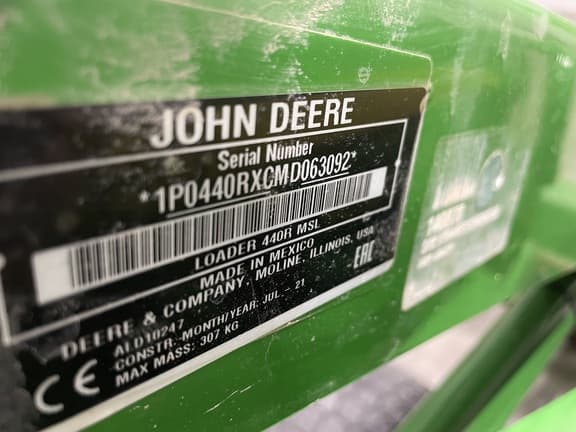 JOHN DEERE
Serial Number
*1P0440RXCMD063092*
LOADER 440R MSL
MADE IN MEXICO
DEERE & COMPANY, MOLINE, ILLINOIS, USA
ALD10247
CONSTR. MONTH/YEAR: JUL - 21
MAX MASS: 307 KG
CE
EAC